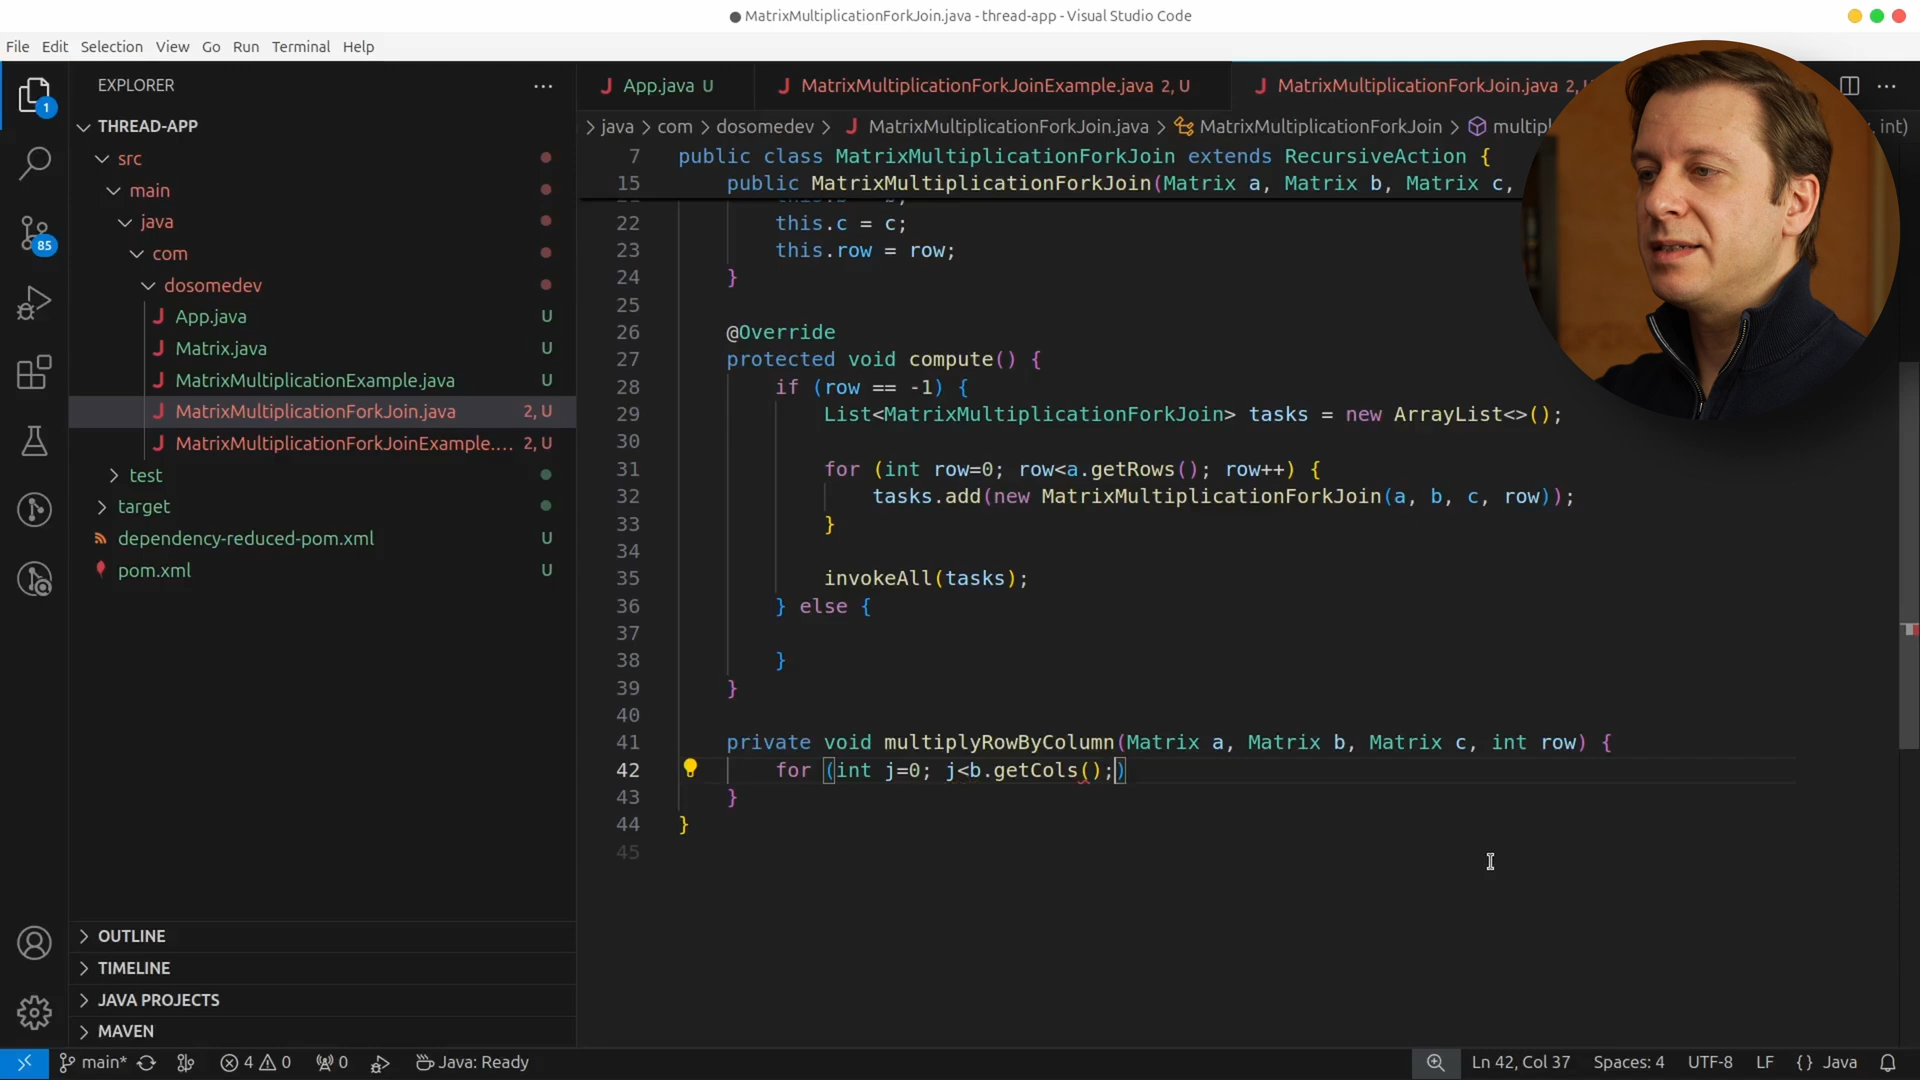 MatrixMultiplicationForkJoin.java - thread-app - Visual Studio Code
File Edit Selection View Go Run Terminal Help
EXPLORER
1
85
THREAD-APP
src
main
java
com
dosomedev
App.java U
Matrix.java U
MatrixMultiplicationExample.java U
MatrixMultiplicationForkJoin.java 2, U
MatrixMultiplicationForkJoinExample.... 2, U
test
target
dependency-reduced-pom.xml U
pom.xml U
OUTLINE
TIMELINE
JAVA PROJECTS
MAVEN
App.java U MatrixMultiplicationForkJoinExample.java 2, U MatrixMultiplicationForkJoin.java 2,
java > com > dosomedev > MatrixMultiplicationForkJoin.java > MatrixMultiplicationForkJoin > , int)
7 public class MatrixMultiplicationForkJoin extends RecursiveAction {
15 public MatrixMultiplicationForkJoin(Matrix a, Matrix b, Matrix c,
22 this.c = c;
23 this.row = row;
24 }
25
26 @Override
27 protected void compute() {
28 if (row == -1) {
29 List<MatrixMultiplicationForkJoin> tasks = new ArrayList<>();
30
31 for (int row=0; row<a.getRows(); row++) {
32 tasks.add(new MatrixMultiplicationForkJoin(a, b, c, row));
33 }
34
35 invokeAll(tasks);
36 } else {
37
38 }
39 }
40
41 private void multiplyRowByColumn(Matrix a, Matrix b, Matrix c, int row) {
42 for (int j=0; j<b.getCols();)
43 }
44 }
45
main* 4 0 0 Java: Ready Ln 42, Col 37 Spaces: 4 UTF-8 LF {} Java